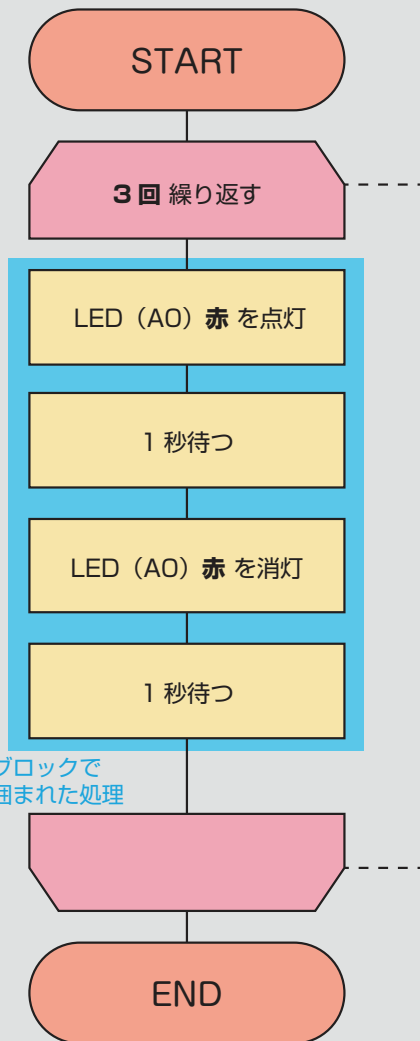 START
3 回 繰り返す
LED（A0）赤 を点灯
1 秒待つ
LED（A0）赤 を消灯
1 秒待つ
ブロックで
囲まれた処理
END